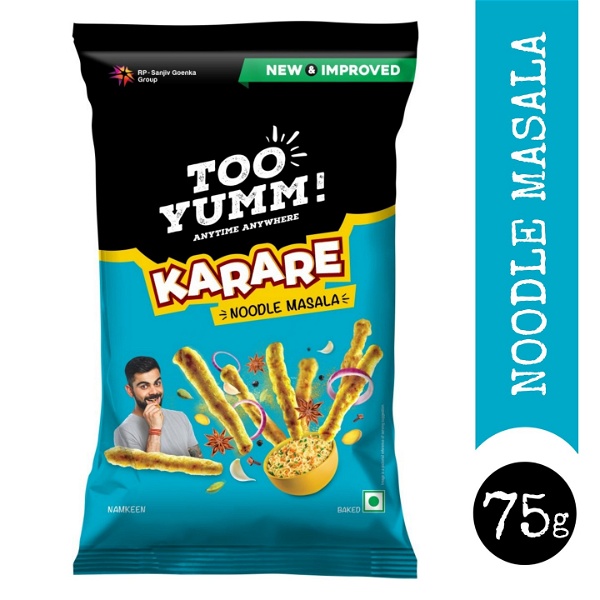 RP-Sanjiv Goenka
Group
NEW & IMPROVED
TOO
YUMM!
ANYTIME ANYWHERE
KARARE
NOODLE MASALA
NAMKEEN
BAKED
NOODLE MASALA
75g